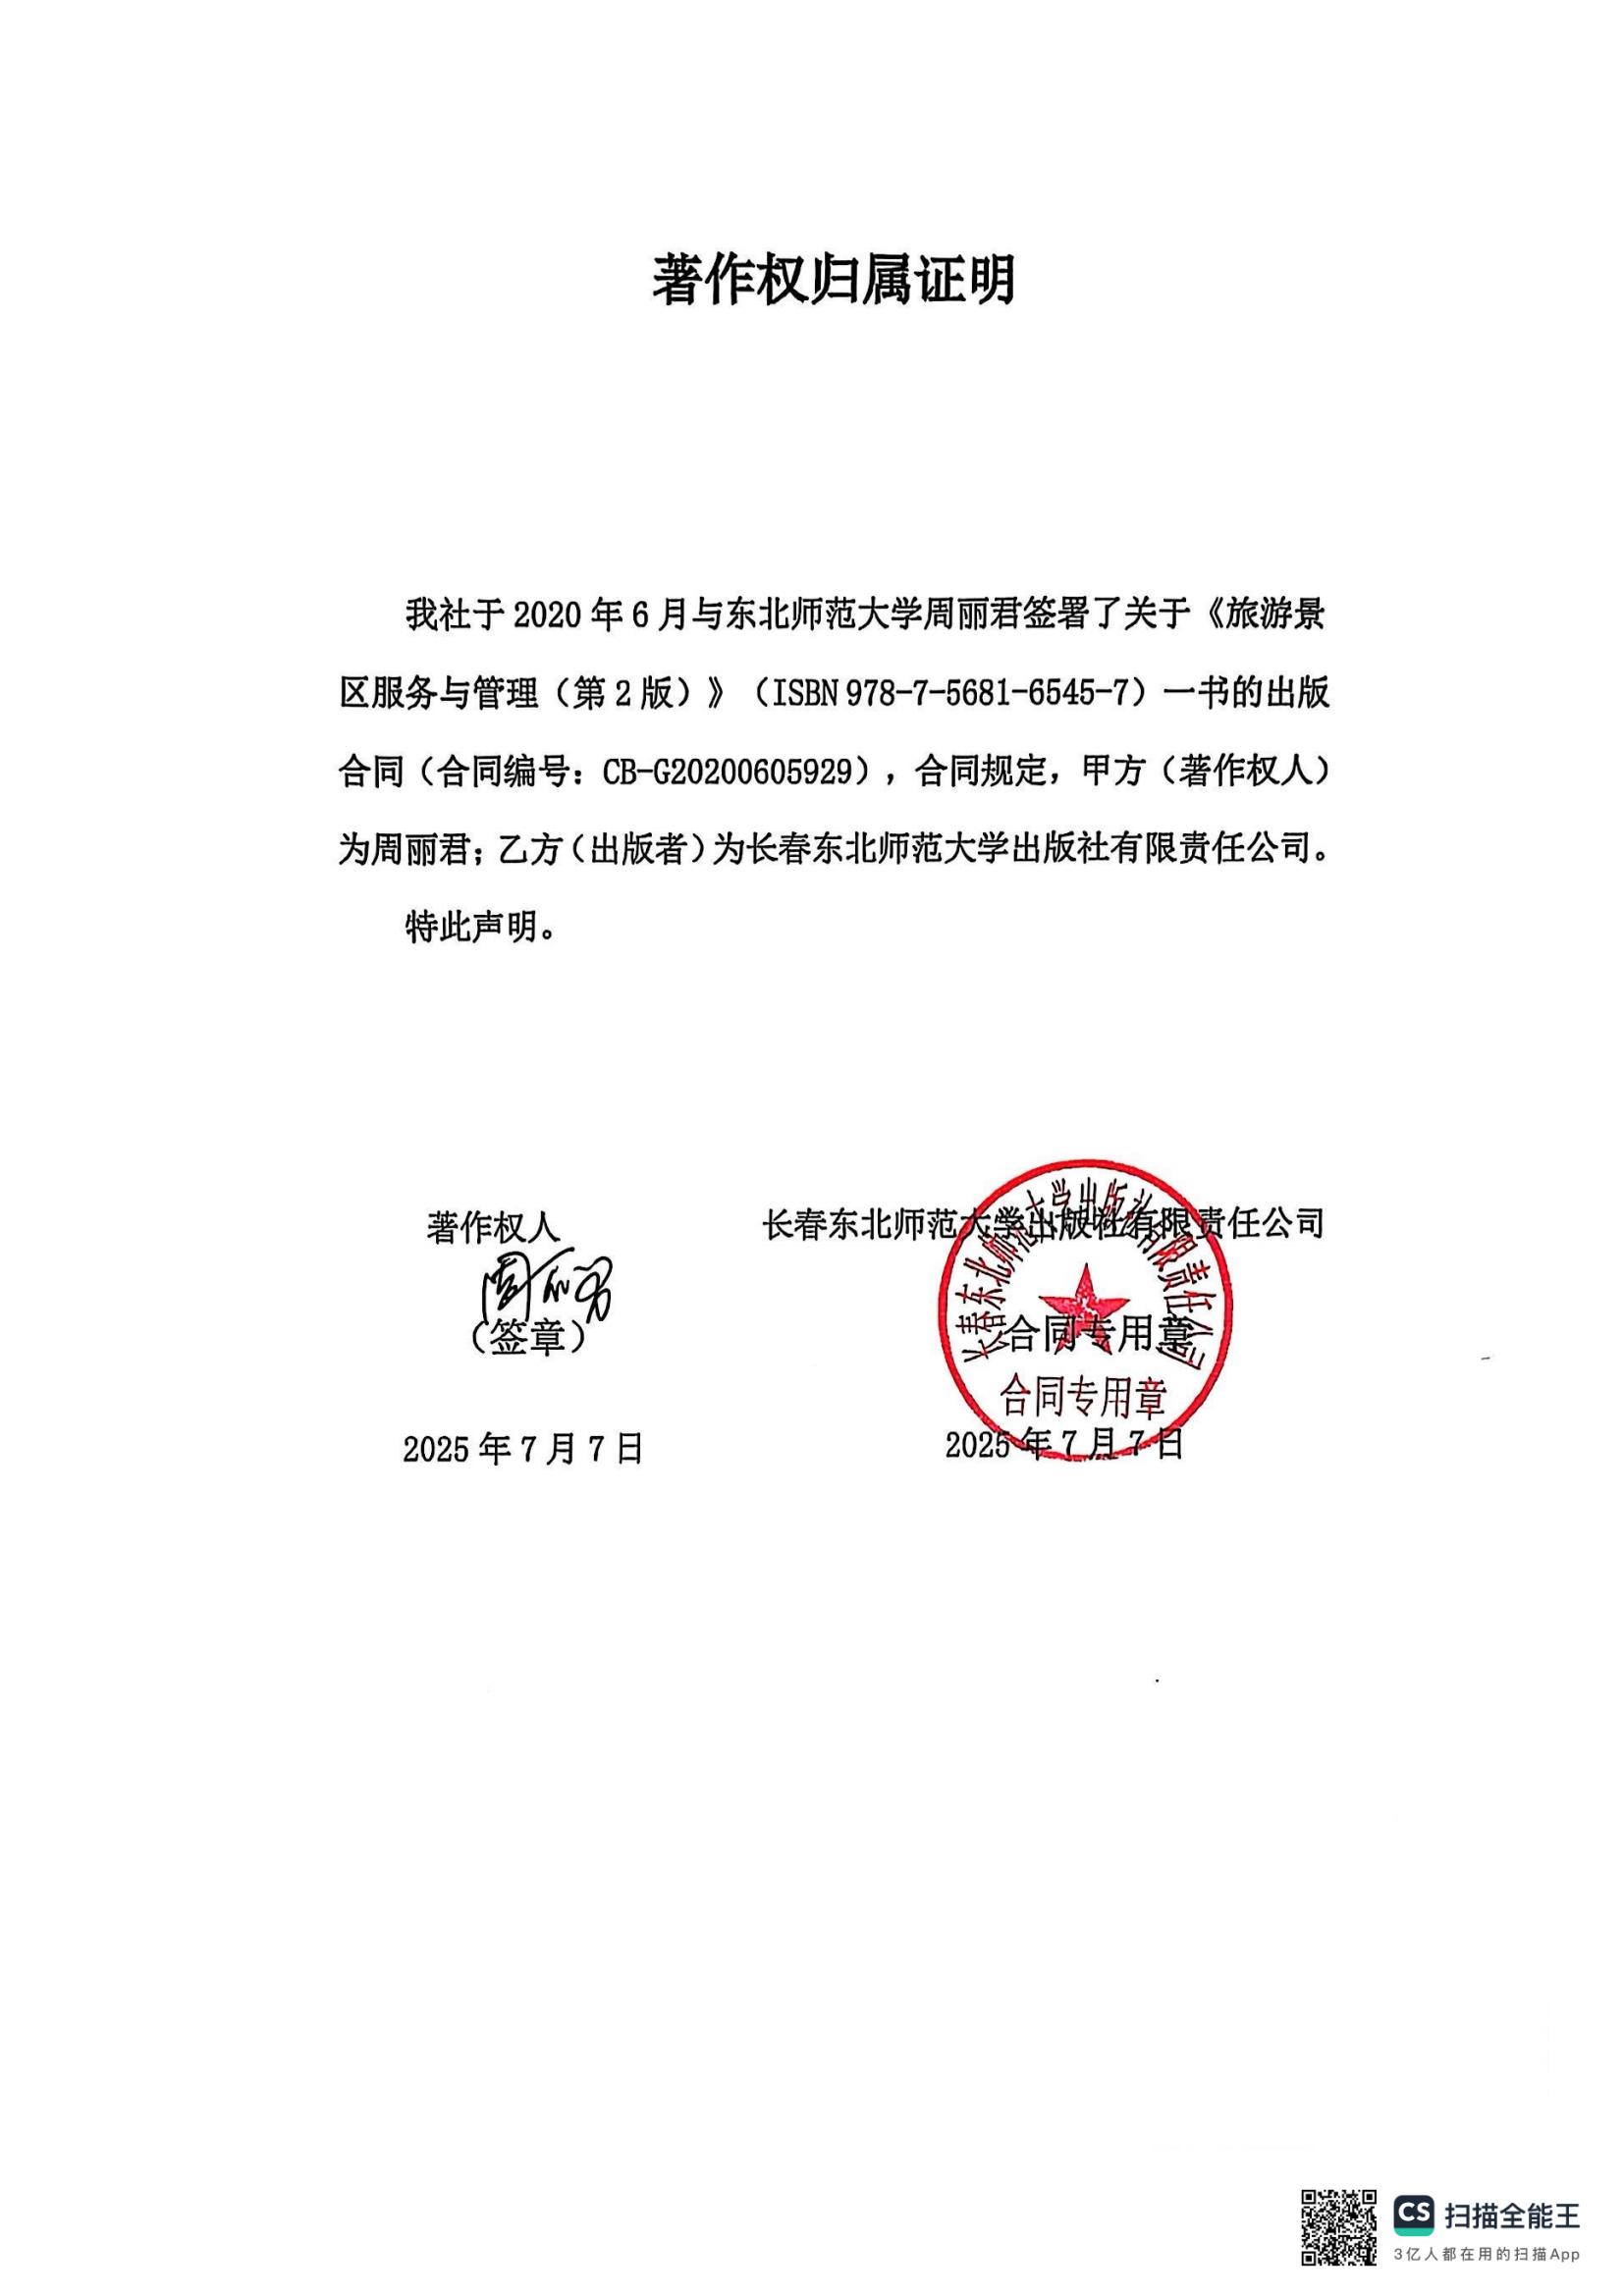 著作权归属证明
我社于 2020 年 6 月与东北师范大学周丽君签署了关于《旅游景
区服务与管理（第 2 版）》（ISBN 978-7-5681-6545-7）一书的出版
合同（合同编号：CB-G20200605929），合同规定，甲方（著作权人）
为周丽君；乙方（出版者）为长春东北师范大学出版社有限责任公司。
特此声明。
著作权人
周丽君
（签章）
2025 年 7 月 7 日
长春东北师范大学出版社有限责任公司
长春东北师范大学出版社有限责任公司
合同专用章
合同专用章
2025 年 7 月 7 日
CS 扫描全能王
3亿人都在用的扫描App